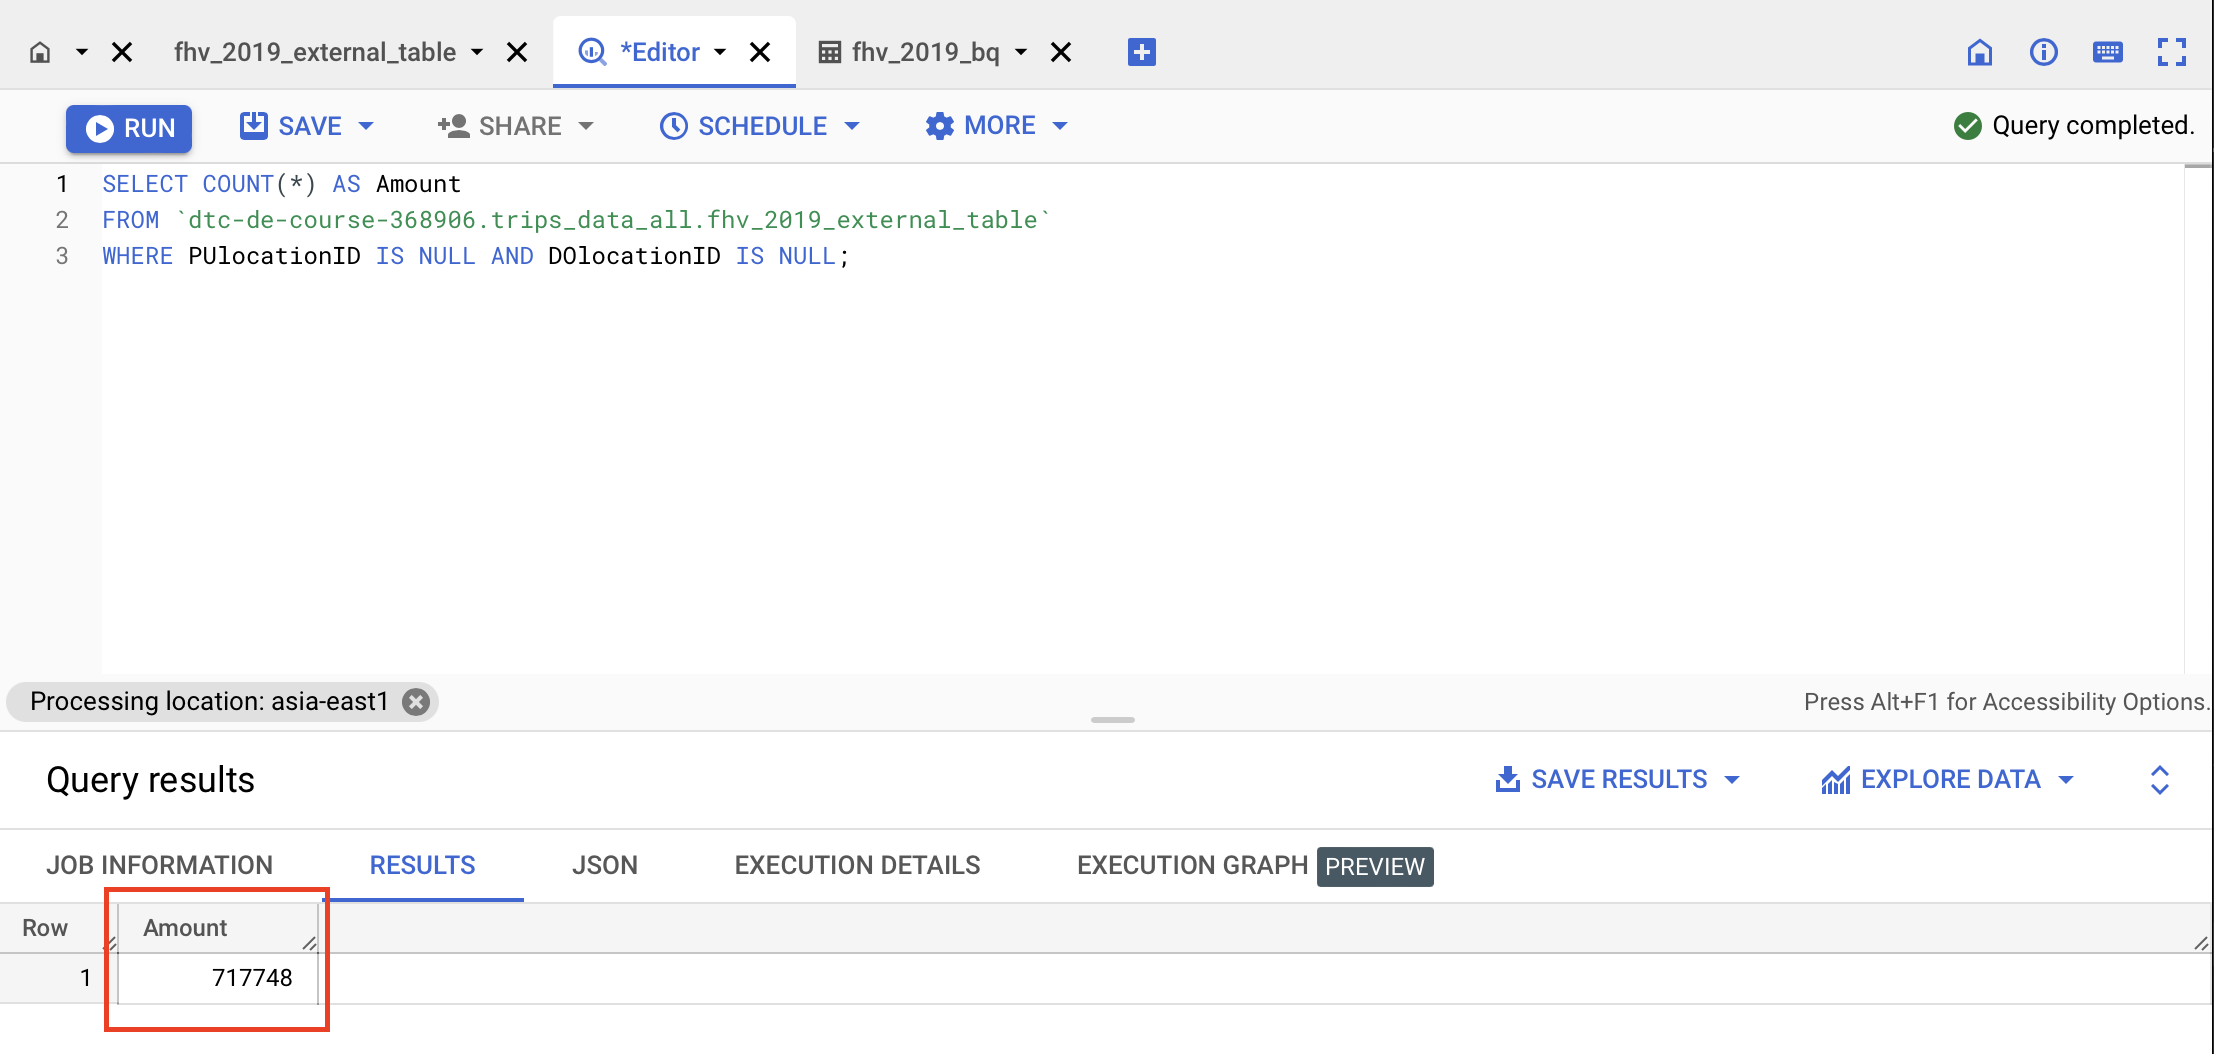 fhv_2019_external_table
*Editor
fhv_2019_bq
RUN
SAVE
SHARE
SCHEDULE
MORE
Query completed.
1 SELECT COUNT(*) AS Amount
2 FROM `dtc-de-course-368906.trips_data_all.fhv_2019_external_table`
3 WHERE PUlocationID IS NULL AND DOlocationID IS NULL;
Processing location: asia-east1
Press Alt+F1 for Accessibility Options.
Query results
SAVE RESULTS
EXPLORE DATA
JOB INFORMATION
RESULTS
JSON
EXECUTION DETAILS
EXECUTION GRAPH
PREVIEW
Row Amount
1 717748